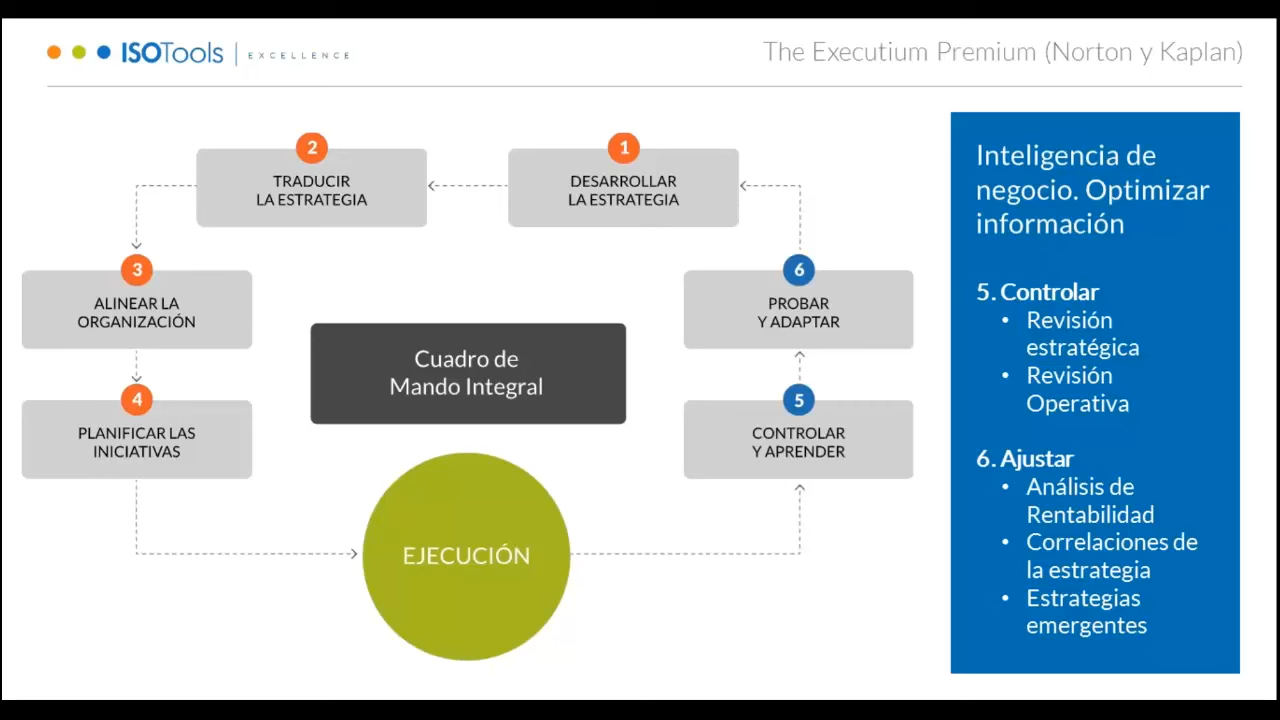 ISOTools | EXCELLENCE
The Executium Premium (Norton y Kaplan)
2
TRADUCIR
LA ESTRATEGIA
1
DESARROLLAR
LA ESTRATEGIA
3
ALINEAR LA
ORGANIZACIÓN
6
PROBAR
Y ADAPTAR
Cuadro de
Mando Integral
4
PLANIFICAR LAS
INICIATIVAS
5
CONTROLAR
Y APRENDER
EJECUCIÓN
Inteligencia de
negocio. Optimizar
información
5. Controlar
• Revisión
estratégica
• Revisión
Operativa
6. Ajustar
• Análisis de
Rentabilidad
• Correlaciones de
la estrategia
• Estrategias
emergentes